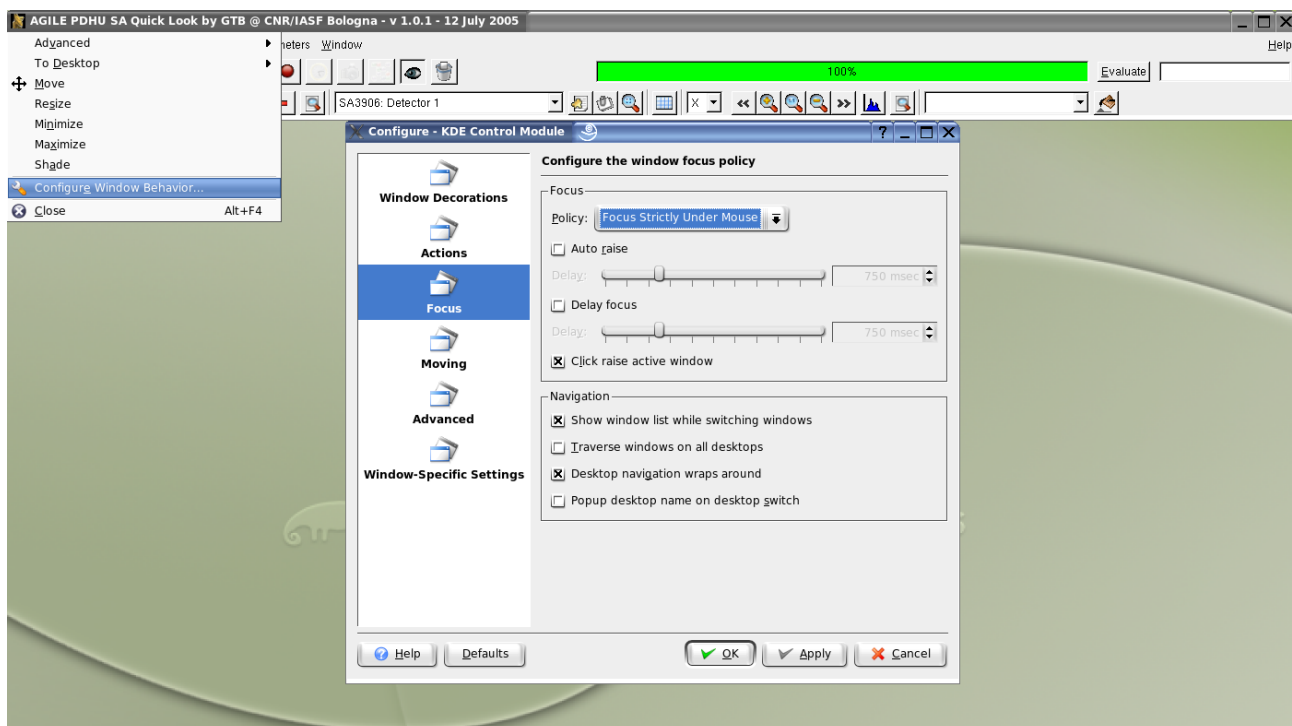 AGILE PDHU SA Quick Look by GTB @ CNR/IASF Bologna - v 1.0.1 - 12 July 2005
Advanced
meters Window Help
To Desktop
Move
100% Evaluate
Resize
SA3906: Detector 1 X
Minimize
Maximize
Shade
Configure Window Behavior...
Close Alt+F4
Configure - KDE Control Module
Window Decorations
Actions
Focus
Moving
Advanced
Window-Specific Settings
Configure the window focus policy
Focus
Policy: Focus Strictly Under Mouse
Auto raise
Delay: 750 msec
Delay focus
Delay: 750 msec
Click raise active window
Navigation
Show window list while switching windows
Traverse windows on all desktops
Desktop navigation wraps around
Popup desktop name on desktop switch
Help Defaults OK Apply Cancel